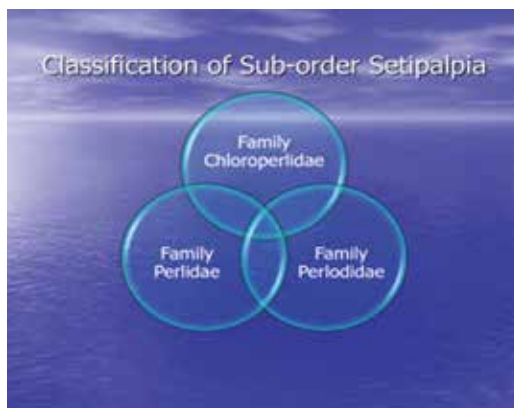 Classification of Sub-order Setipalpia
Family
Chloroperlidae
Family
Perlidae
Family
Perlodidae